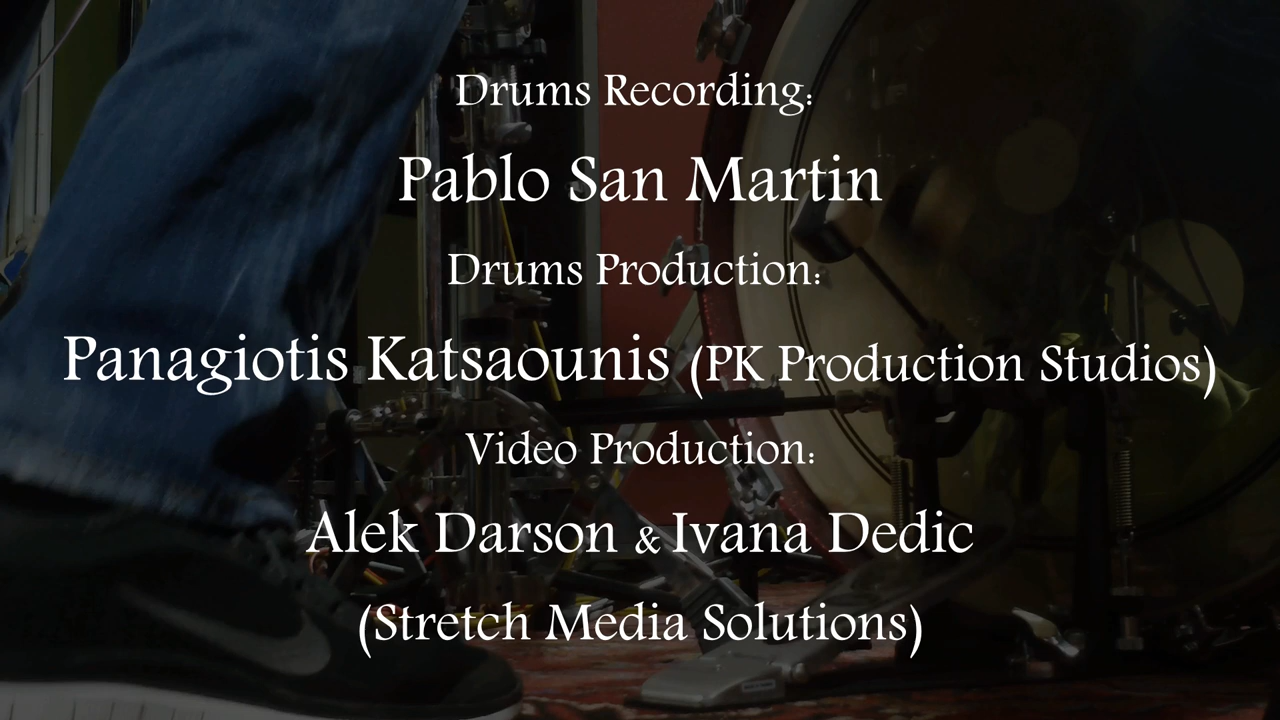 Drums Recording:
Pablo San Martin
Drums Production:
Panagiotis Katsaounis (PK Production Studios)
Video Production:
Alek Darson & Ivana Dedic
(Stretch Media Solutions)